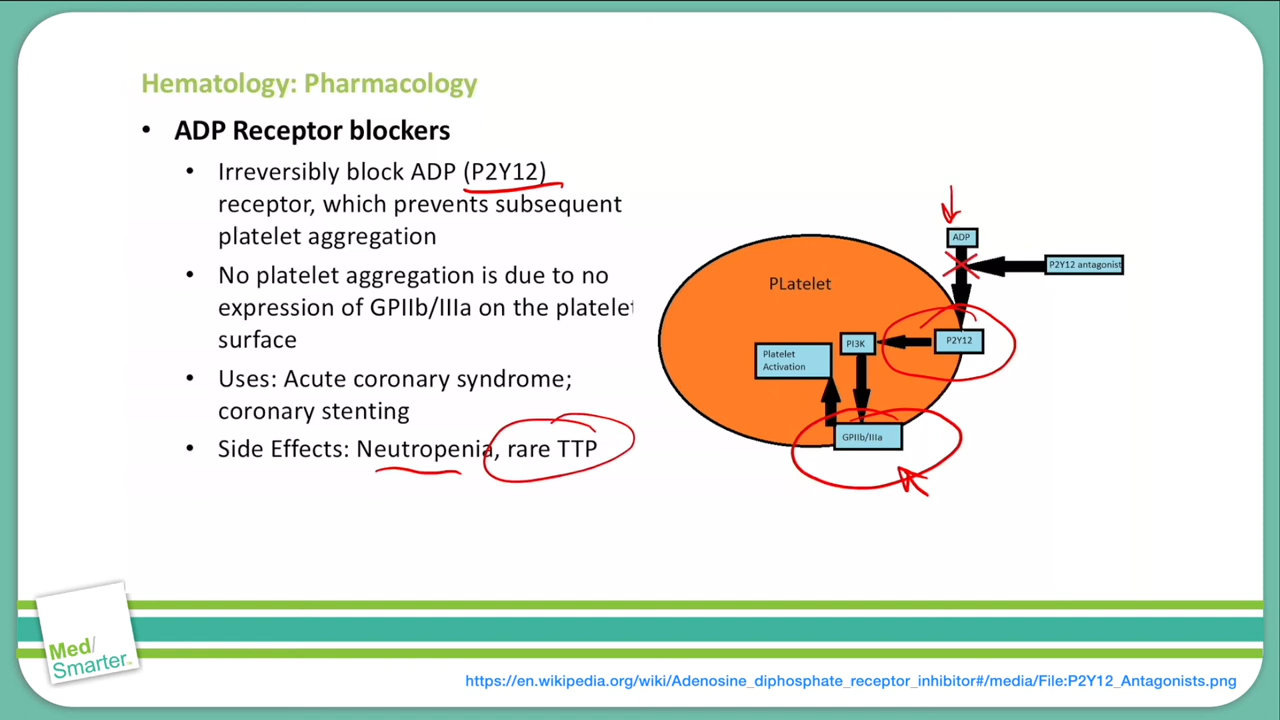 Hematology: Pharmacology
• ADP Receptor blockers
• Irreversibly block ADP (P2Y12)
receptor, which prevents subsequent
platelet aggregation
• No platelet aggregation is due to no
expression of GPIIb/IIIa on the platelet
surface
• Uses: Acute coronary syndrome;
coronary stenting
• Side Effects: Neutropenia, rare TTP
ADP
P2Y12 antagonist
PLatelet
P2Y12
PI3K
Platelet
Activation
GPIIb/IIIa
Med/
Smarter™
https://en.wikipedia.org/wiki/Adenosine_diphosphate_receptor_inhibitor#/media/File:P2Y12_Antagonists.png